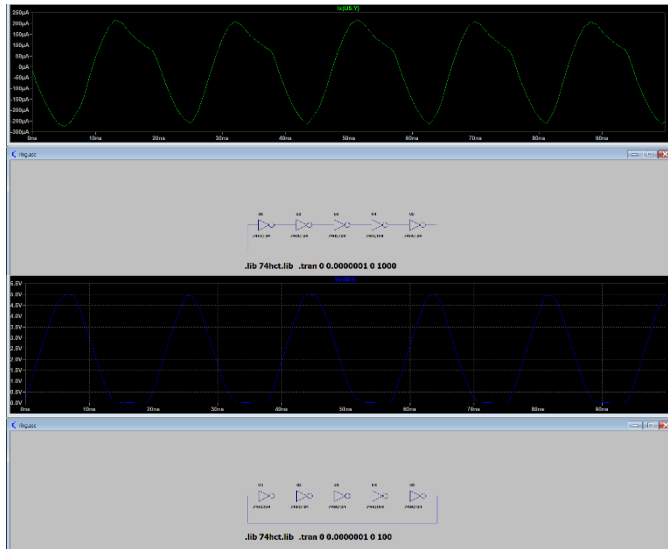 Ix(U5:Y)
250µA
200µA
150µA
100µA
50µA
0µA
-50µA
-100µA
-150µA
-200µA
-250µA
-300µA
0ns 10ns 20ns 30ns 40ns 50ns 60ns 70ns 80ns 90ns
ring.asc
.lib 74hct.lib .tran 0 0.0000001 0 1000
5.5V
5.0V
4.5V
4.0V
3.5V
3.0V
2.5V
2.0V
1.5V
1.0V
0.5V
0.0V
0ns 10ns 20ns 30ns 40ns 50ns 60ns 70ns 80ns 90ns
ring.asc
.lib 74hct.lib .tran 0 0.0000001 0 100